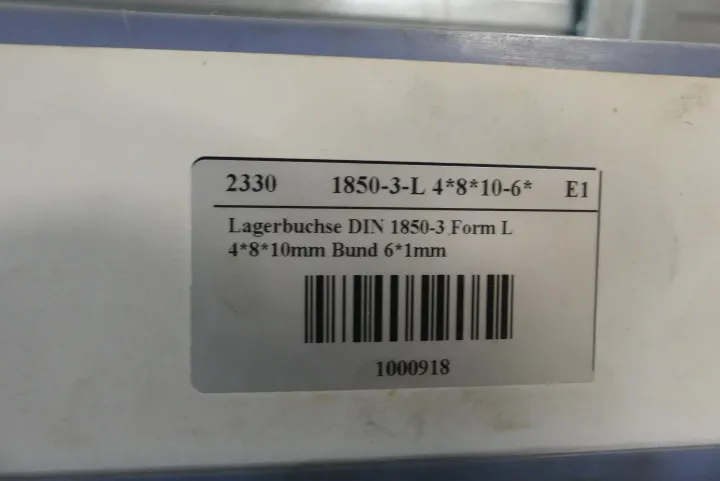 2330 1850-3-L 4*8*10-6* E1
Lagerbuchse DIN 1850-3 Form L
4*8*10mm Bund 6*1mm
1000918